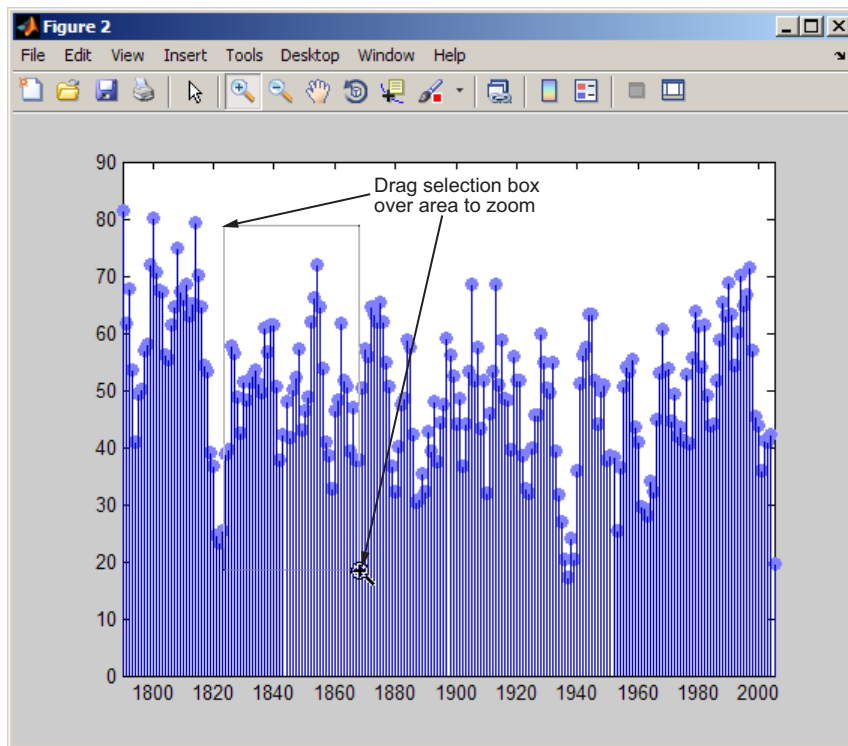 Figure 2
File Edit View Insert Tools Desktop Window Help
90
Drag selection box
over area to zoom
80
70
60
50
40
30
20
10
0
1800 1820 1840 1860 1880 1900 1920 1940 1960 1980 2000